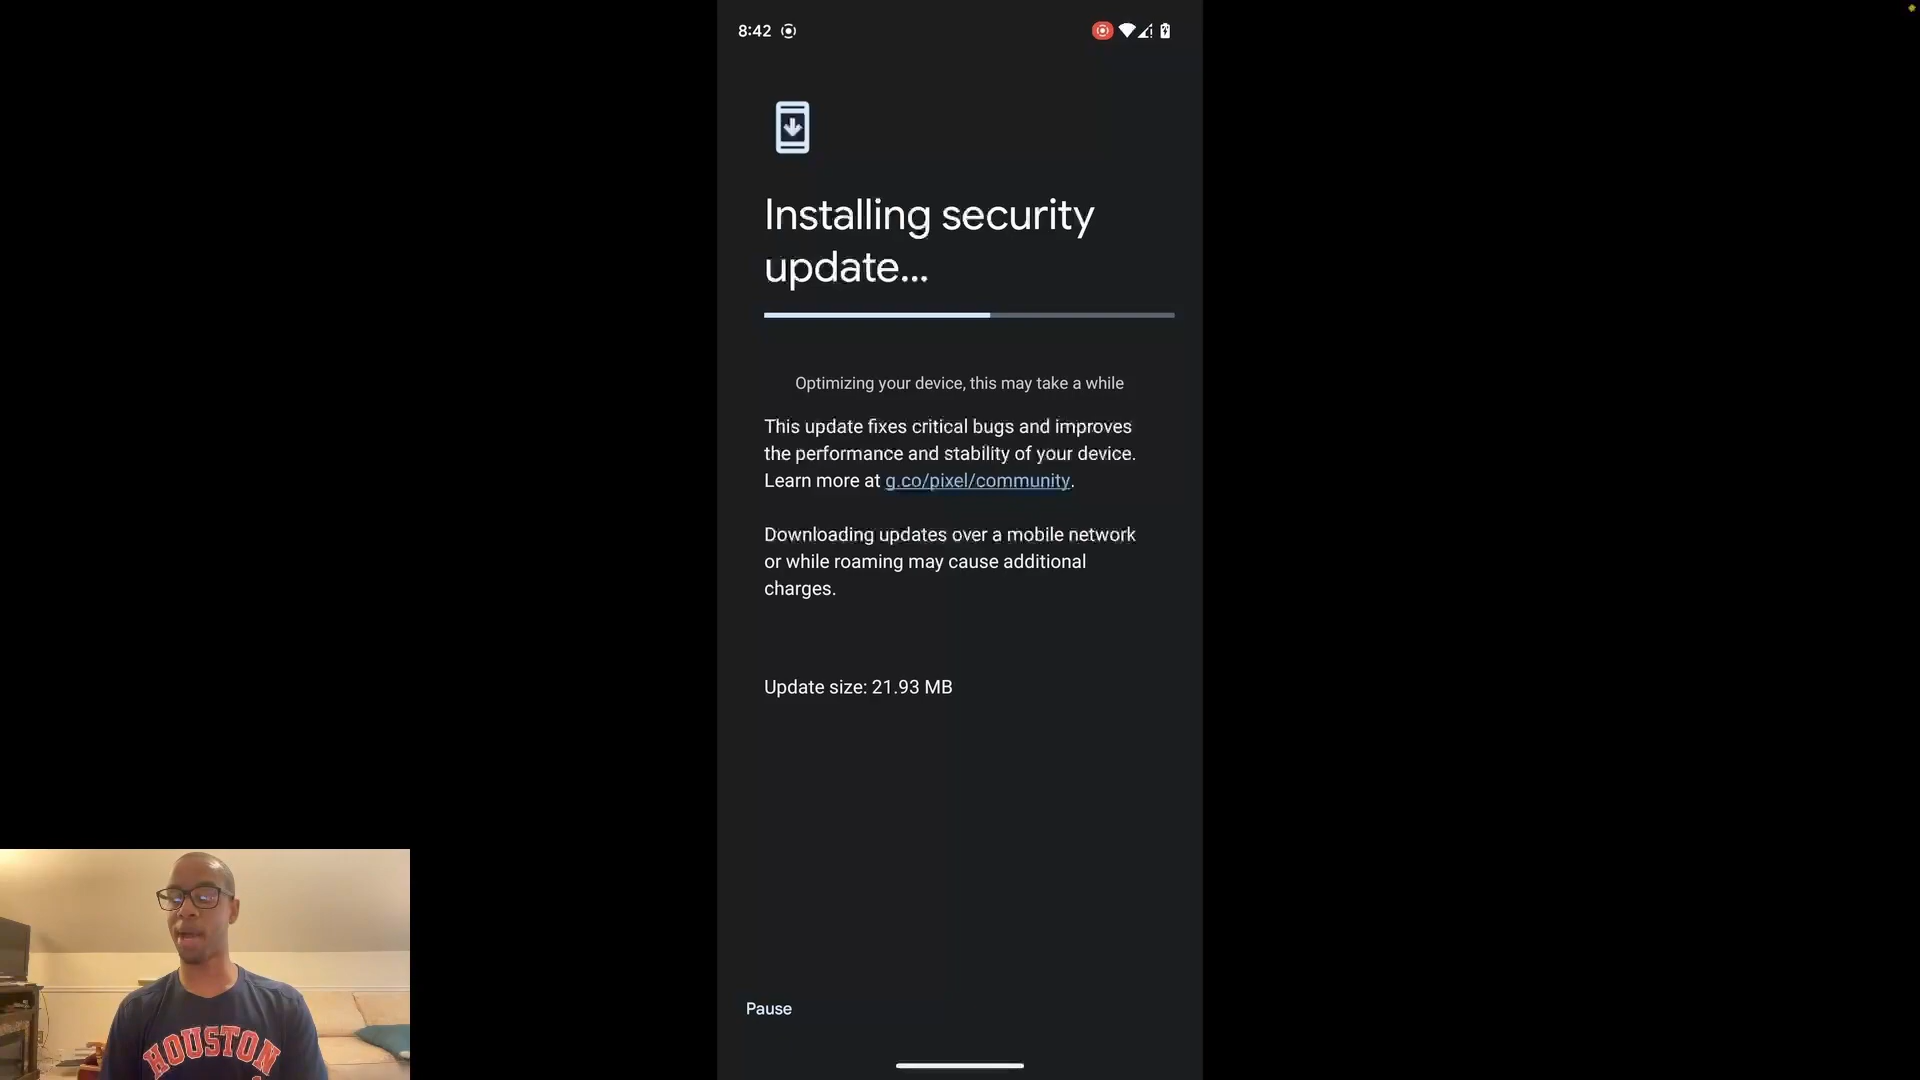 8:42
Installing security
update...
Optimizing your device, this may take a while
This update fixes critical bugs and improves
the performance and stability of your device.
Learn more at g.co/pixel/community.
Downloading updates over a mobile network
or while roaming may cause additional
charges.
Update size: 21.93 MB
Pause
HOUSTON